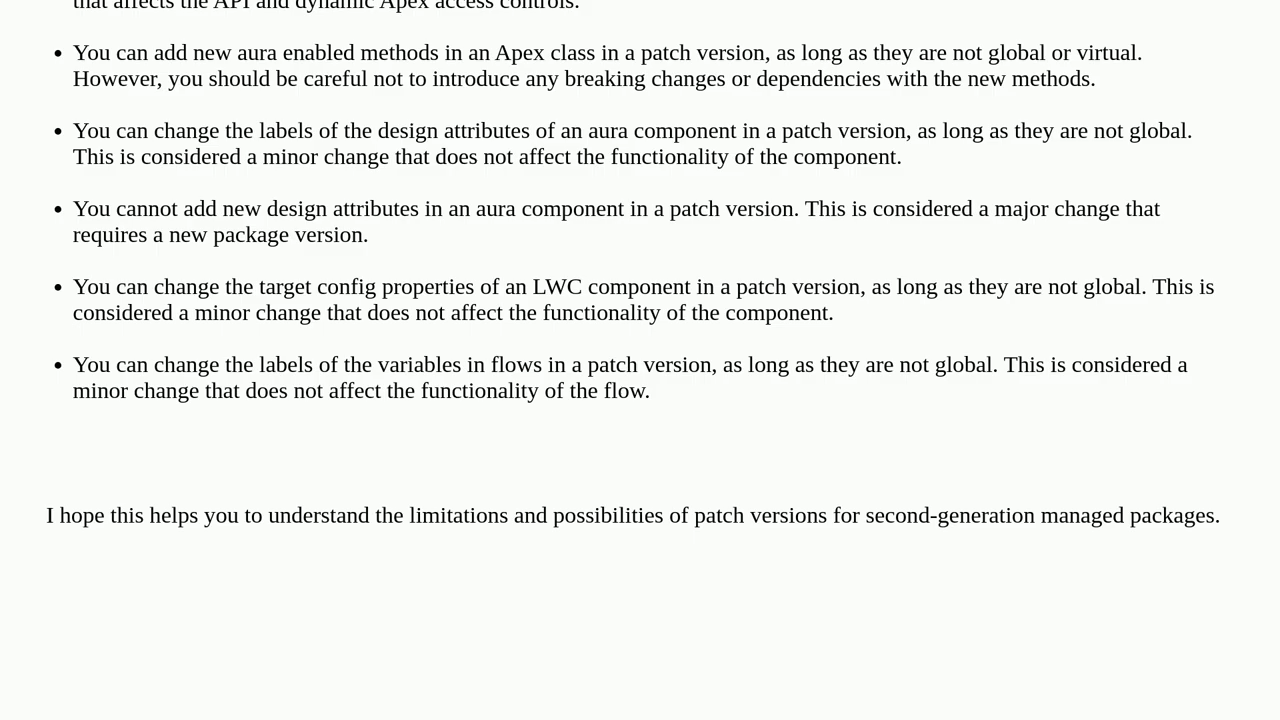 that affects the API and dynamic Apex access controls.
• You can add new aura enabled methods in an Apex class in a patch version, as long as they are not global or virtual.
However, you should be careful not to introduce any breaking changes or dependencies with the new methods.
• You can change the labels of the design attributes of an aura component in a patch version, as long as they are not global.
This is considered a minor change that does not affect the functionality of the component.
• You cannot add new design attributes in an aura component in a patch version. This is considered a major change that
requires a new package version.
• You can change the target config properties of an LWC component in a patch version, as long as they are not global. This is
considered a minor change that does not affect the functionality of the component.
• You can change the labels of the variables in flows in a patch version, as long as they are not global. This is considered a
minor change that does not affect the functionality of the flow.
I hope this helps you to understand the limitations and possibilities of patch versions for second-generation managed packages.